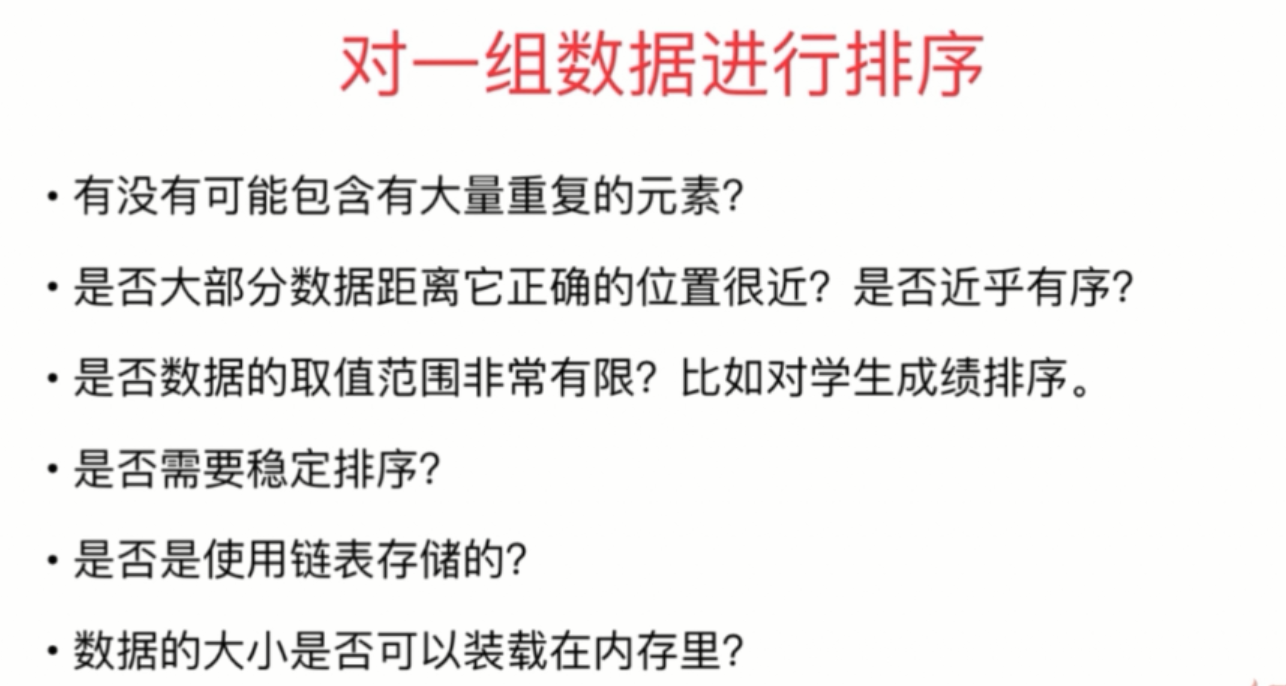 对一组数据进行排序
• 有没有可能包含有大量重复的元素？
• 是否大部分数据距离它正确的位置很近？是否近乎有序？
• 是否数据的取值范围非常有限？比如对学生成绩排序。
• 是否需要稳定排序？
• 是否是使用链表存储的？
• 数据的大小是否可以装载在内存里？